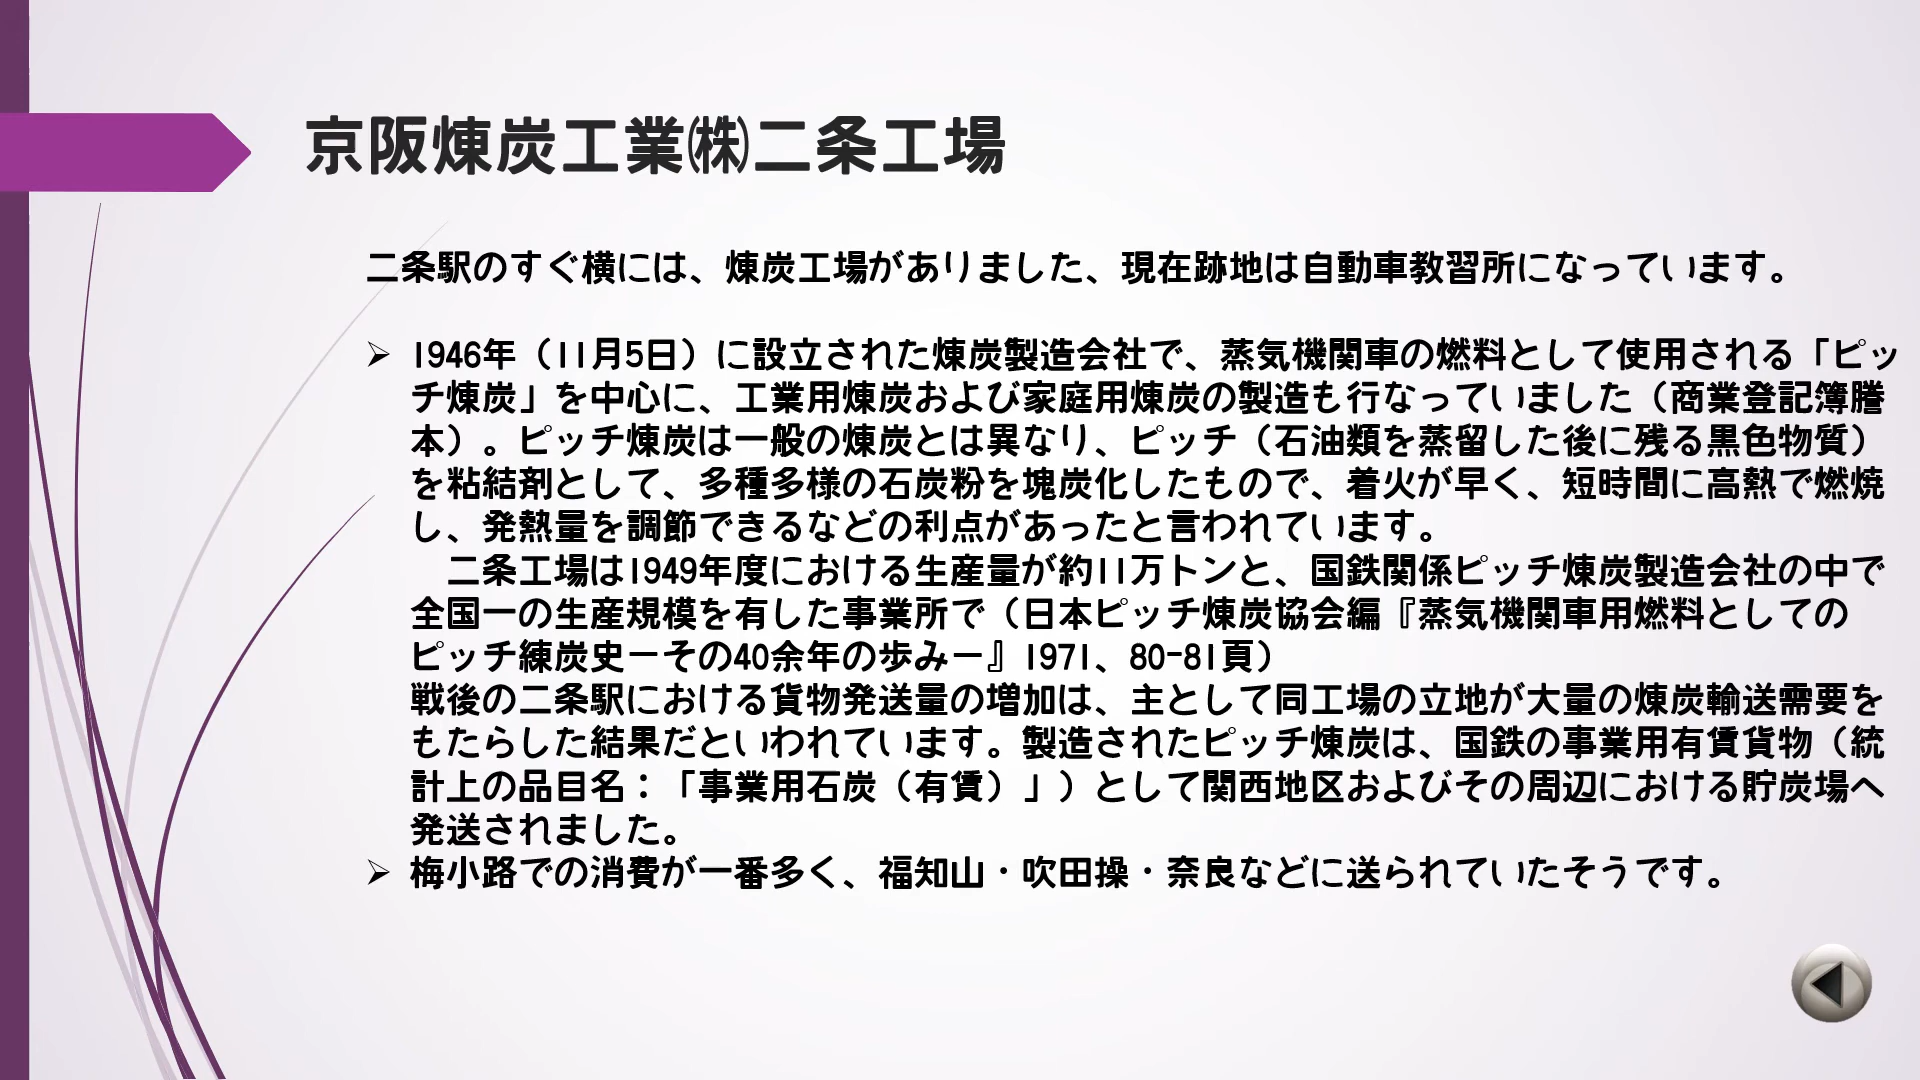 京阪煉炭工業㈱二条工場
二条駅のすぐ横には、煉炭工場がありました、現在跡地は自動車教習所になっています。
➢ 1946年（11月5日）に設立された煉炭製造会社で、蒸気機関車の燃料として使用される「ピッ
チ煉炭」を中心に、工業用煉炭および家庭用煉炭の製造も行なっていました（商業登記簿謄
本）。ピッチ煉炭は一般の煉炭とは異なり、ピッチ（石油類を蒸留した後に残る黒色物質）
を粘結剤として、多種多様の石炭粉を塊炭化したもので、着火が早く、短時間に高熱で燃焼
し、発熱量を調節できるなどの利点があったと言われています。
　二条工場は1949年度における生産量が約11万トンと、国鉄関係ピッチ煉炭製造会社の中で
全国一の生産規模を有した事業所で（日本ピッチ煉炭協会編『蒸気機関車用燃料としての
ピッチ練炭史－その40余年の歩み－』1971、80-81頁）
戦後の二条駅における貨物発送量の増加は、主として同工場の立地が大量の煉炭輸送需要を
もたらした結果だといわれています。製造されたピッチ煉炭は、国鉄の事業用有賃貨物（統
計上の品目名：「事業用石炭（有賃）」）として関西地区およびその周辺における貯炭場へ
発送されました。
➢ 梅小路での消費が一番多く、福知山・吹田操・奈良などに送られていたそうです。